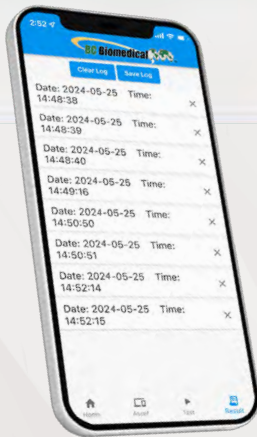 2:52
BC Biomedical
Clear Log Save Log
Date: 2024-05-25 Time:
14:48:38
Date: 2024-05-25 Time:
14:48:39
Date: 2024-05-25 Time:
14:48:40
Date: 2024-05-25 Time:
14:49:16
Date: 2024-05-25 Time:
14:50:50
Date: 2024-05-25 Time:
14:50:51
Date: 2024-05-25 Time:
14:52:14
Date: 2024-05-25 Time:
14:52:15
Home Test